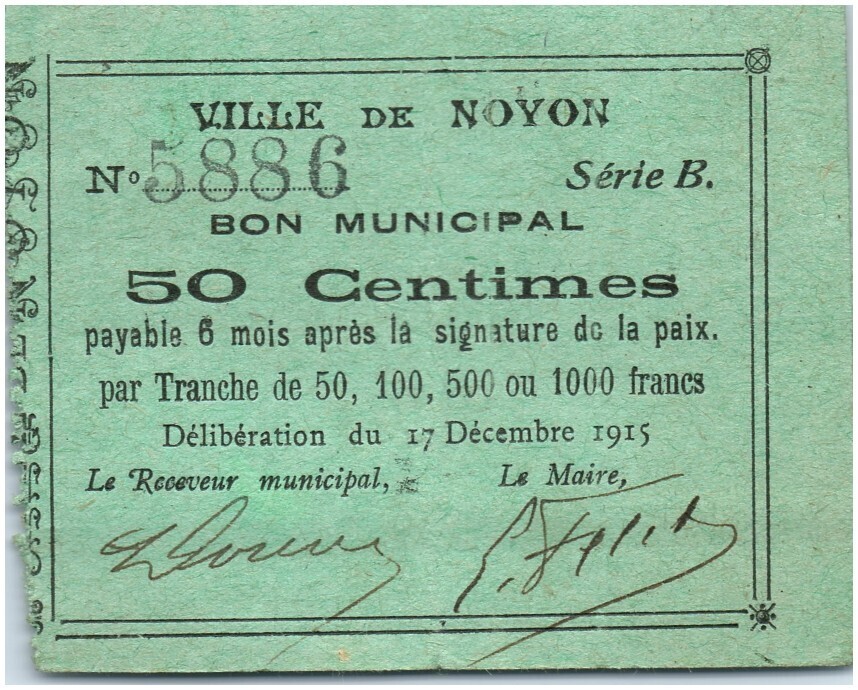 VILLE DE NOYON
No 5886 Série B.
BON MUNICIPAL
50 Centimes
payable 6 mois après la signature de la paix.
par Tranche de 50, 100, 500 ou 1000 francs
Délibération du 17 Décembre 1915
Le Receveur municipal, Le Maire,